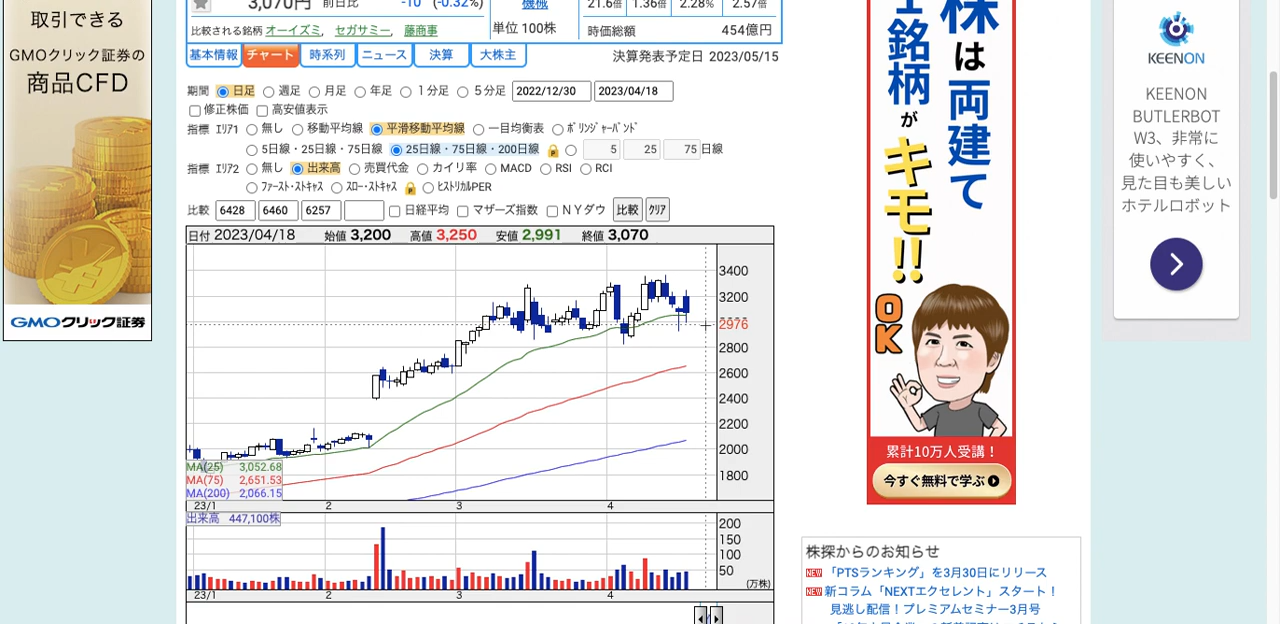 取引できる
GMOクリック証券の
商品CFD
GMOクリック証券
3,070円 前日比 -10 (-0.32%)
機械
21.6倍 1.36倍 2.28% 2.57倍
比較される銘柄 オーイズミ, セガサミー, 藤商事
単位 100株
時価総額 454億円
基本情報 チャート 時系列 ニュース 決算 大株主
決算発表予定日 2023/05/15
期間 日足 週足 月足 年足 1分足 5分足 2022/12/30 2023/04/18
修正株価 高安値表示
指標 ｴﾘｱ1 無し 移動平均線 平滑移動平均線 一目均衡表 ﾎﾞﾘﾝｼﾞｬｰﾊﾞﾝﾄﾞ
5日線・25日線・75日線 25日線・75日線・200日線 5 25 75 日線
指標 ｴﾘｱ2 無し 出来高 売買代金 カイリ率 MACD RSI RCI
ﾌｧｰｽﾄ･ｽﾄｷｬｽ ｽﾛｰ･ｽﾄｷｬｽ ﾋｽﾄﾘｶﾙPER
比較 6428 6460 6257 日経平均 マザーズ指数 ＮＹダウ 比較 ｸﾘｱ
日付 2023/04/18 始値 3,200 高値 3,250 安値 2,991 終値 3,070
3400
3200
2976
2800
2600
2400
2200
2000
1800
MA(25) 3,052.68
MA(75) 2,651.53
MA(200) 2,066.15
23/1 2 3 4
出来高 447,100株
200
150
100
50
(万株)
23/1 2 3 4
株は両建て
銘柄が
キモ!!
OK
累計10万人受講！
今すぐ無料で学ぶ
株探からのお知らせ
NEW 「PTSランキング」を3月30日にリリース
NEW 新コラム「NEXTエクセレント」スタート！
見逃し配信！プレミアムセミナー3月号
KEENON
KEENON
BUTLERBOT
W3、非常に
使いやすく、
見た目も美しい
ホテルロボット